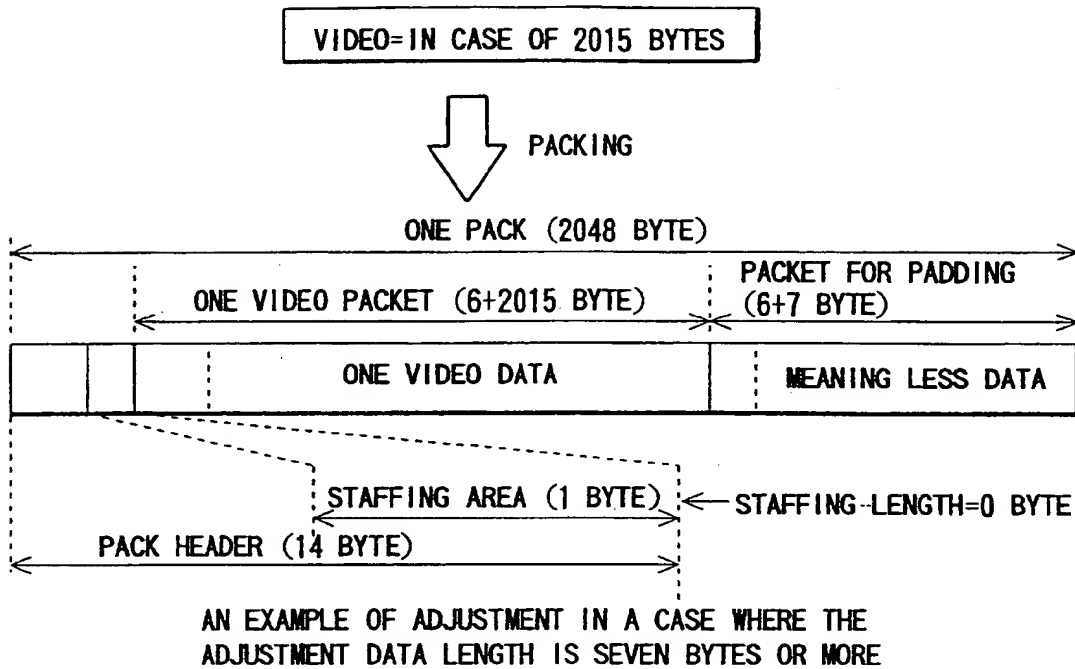 VIDEO=IN CASE OF 2015 BYTES
PACKING
ONE PACK (2048 BYTE)
PACKET FOR PADDING
(6+7 BYTE)
ONE VIDEO PACKET (6+2015 BYTE)
ONE VIDEO DATA
MEANING LESS DATA
STAFFING AREA (1 BYTE)
STAFFING-LENGTH=0 BYTE
PACK HEADER (14 BYTE)
AN EXAMPLE OF ADJUSTMENT IN A CASE WHERE THE
ADJUSTMENT DATA LENGTH IS SEVEN BYTES OR MORE